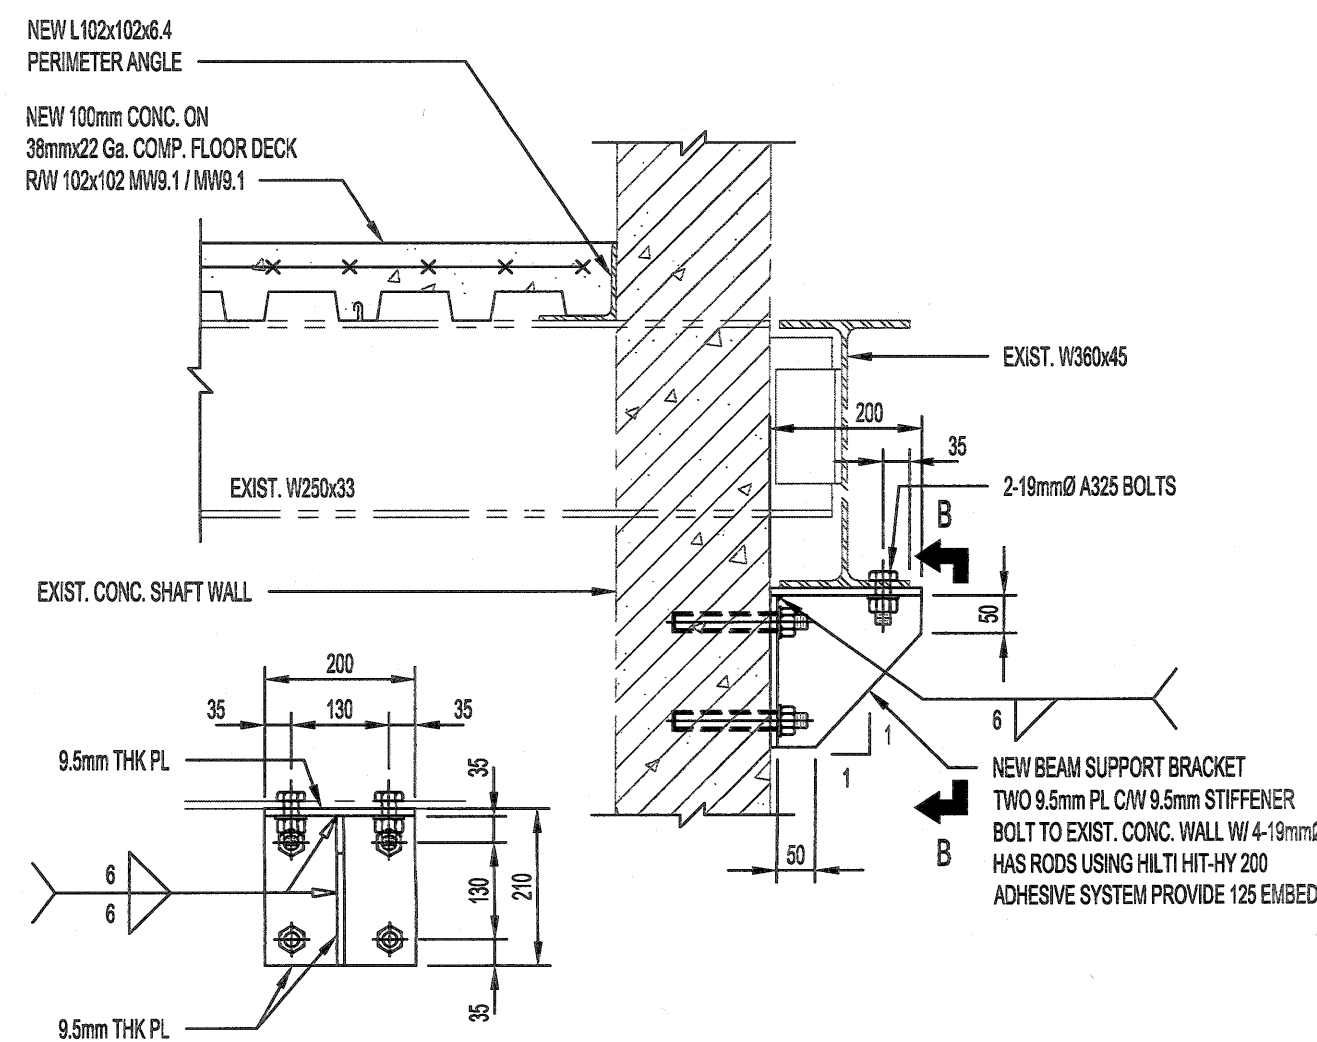 NEW L102x102x6.4
PERIMETER ANGLE
NEW 100mm CONC. ON
38mmx22 Ga. COMP. FLOOR DECK
R/W 102x102 MW9.1 / MW9.1
EXIST. W360x45
200
35
EXIST. W250x33
2-19mmØ A325 BOLTS
B
EXIST. CONC. SHAFT WALL
50
200
35
130
35
6
1
1
9.5mm THK PL
35
NEW BEAM SUPPORT BRACKET
TWO 9.5mm PL C/W 9.5mm STIFFENER
BOLT TO EXIST. CONC. WALL W/ 4-19mmØ
HAS RODS USING HILTI HIT-HY 200
ADHESIVE SYSTEM PROVIDE 125 EMBED
B
50
6
6
130
210
35
9.5mm THK PL